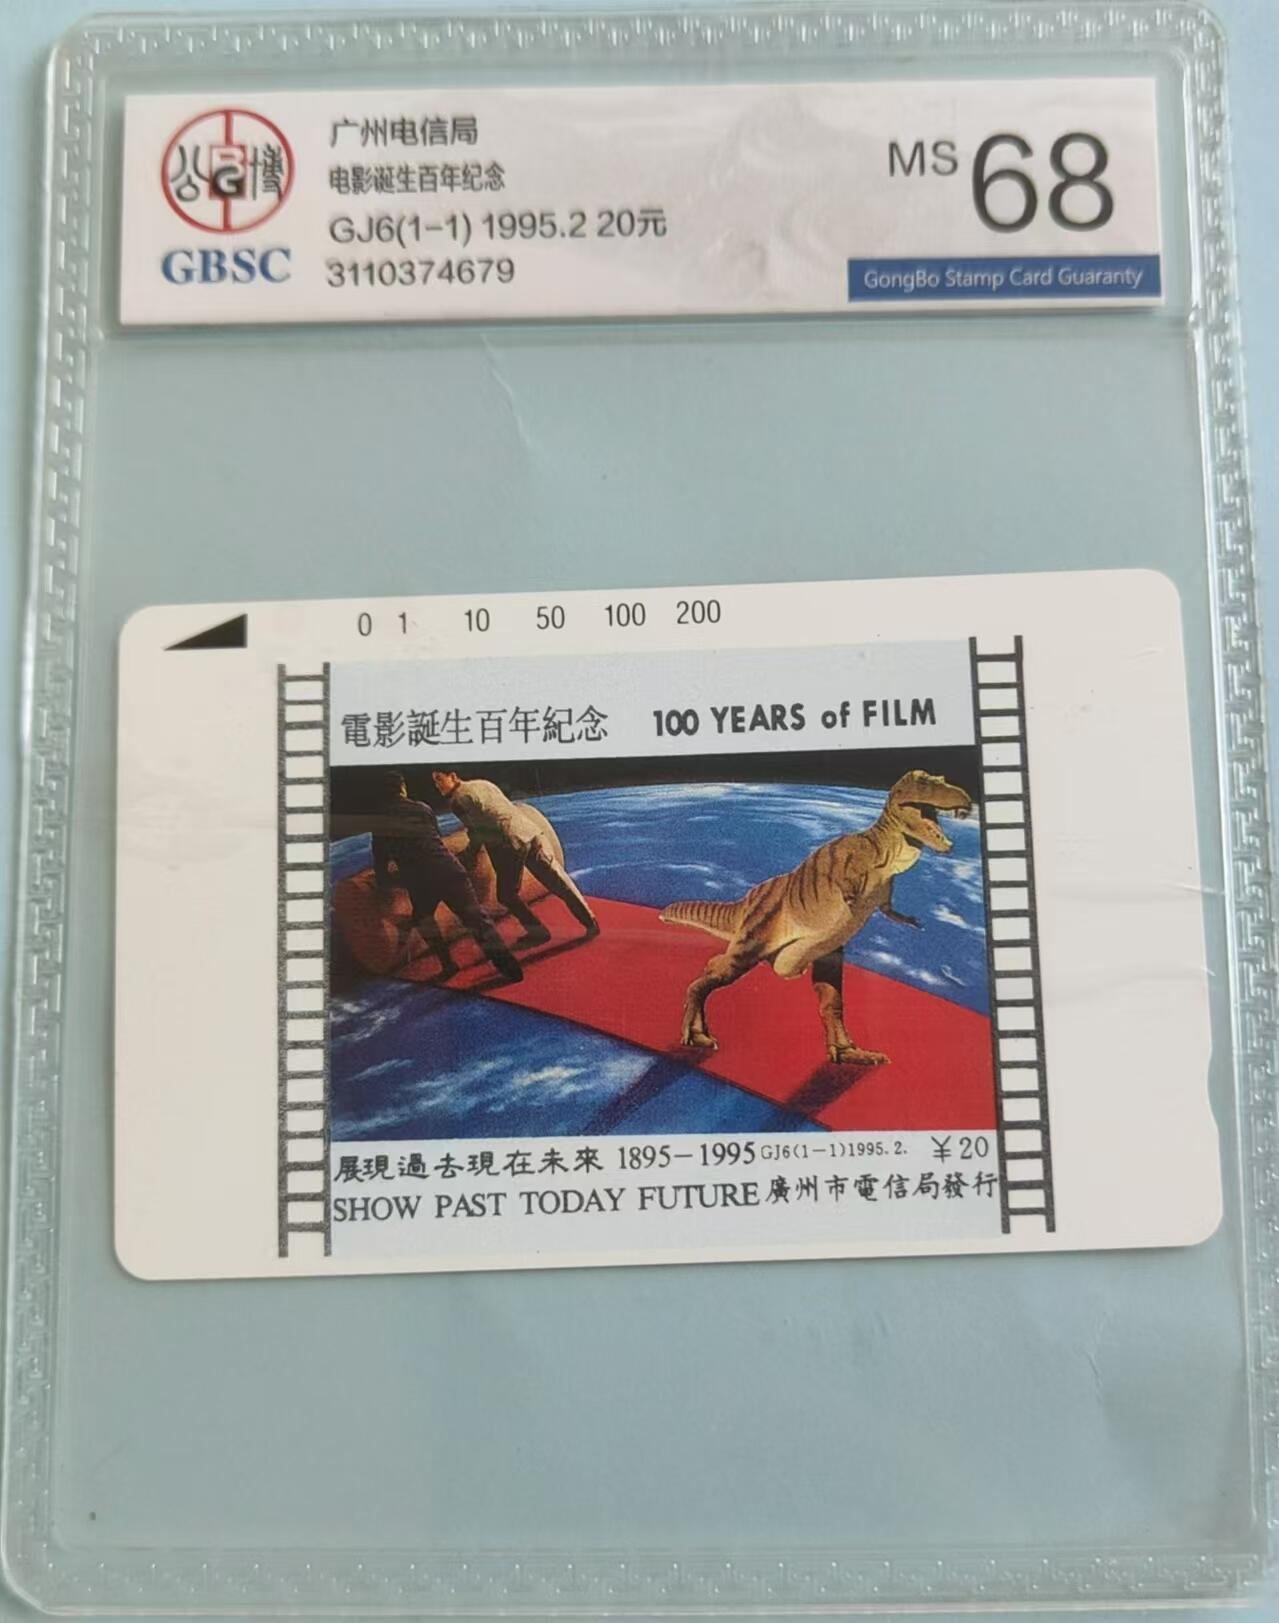 公博
BG
GBSC
广州电信局
电影诞生百年纪念
GJ6(1-1) 1995.2 20元
3110374679
MS 68
GongBo Stamp Card Guaranty
0 1 10 50 100 200
電影誕生百年紀念 100 YEARS of FILM
展現過去現在未來 1895-1995 GJ6(1-1)1995.2. ¥20
SHOW PAST TODAY FUTURE 廣州市電信局發行